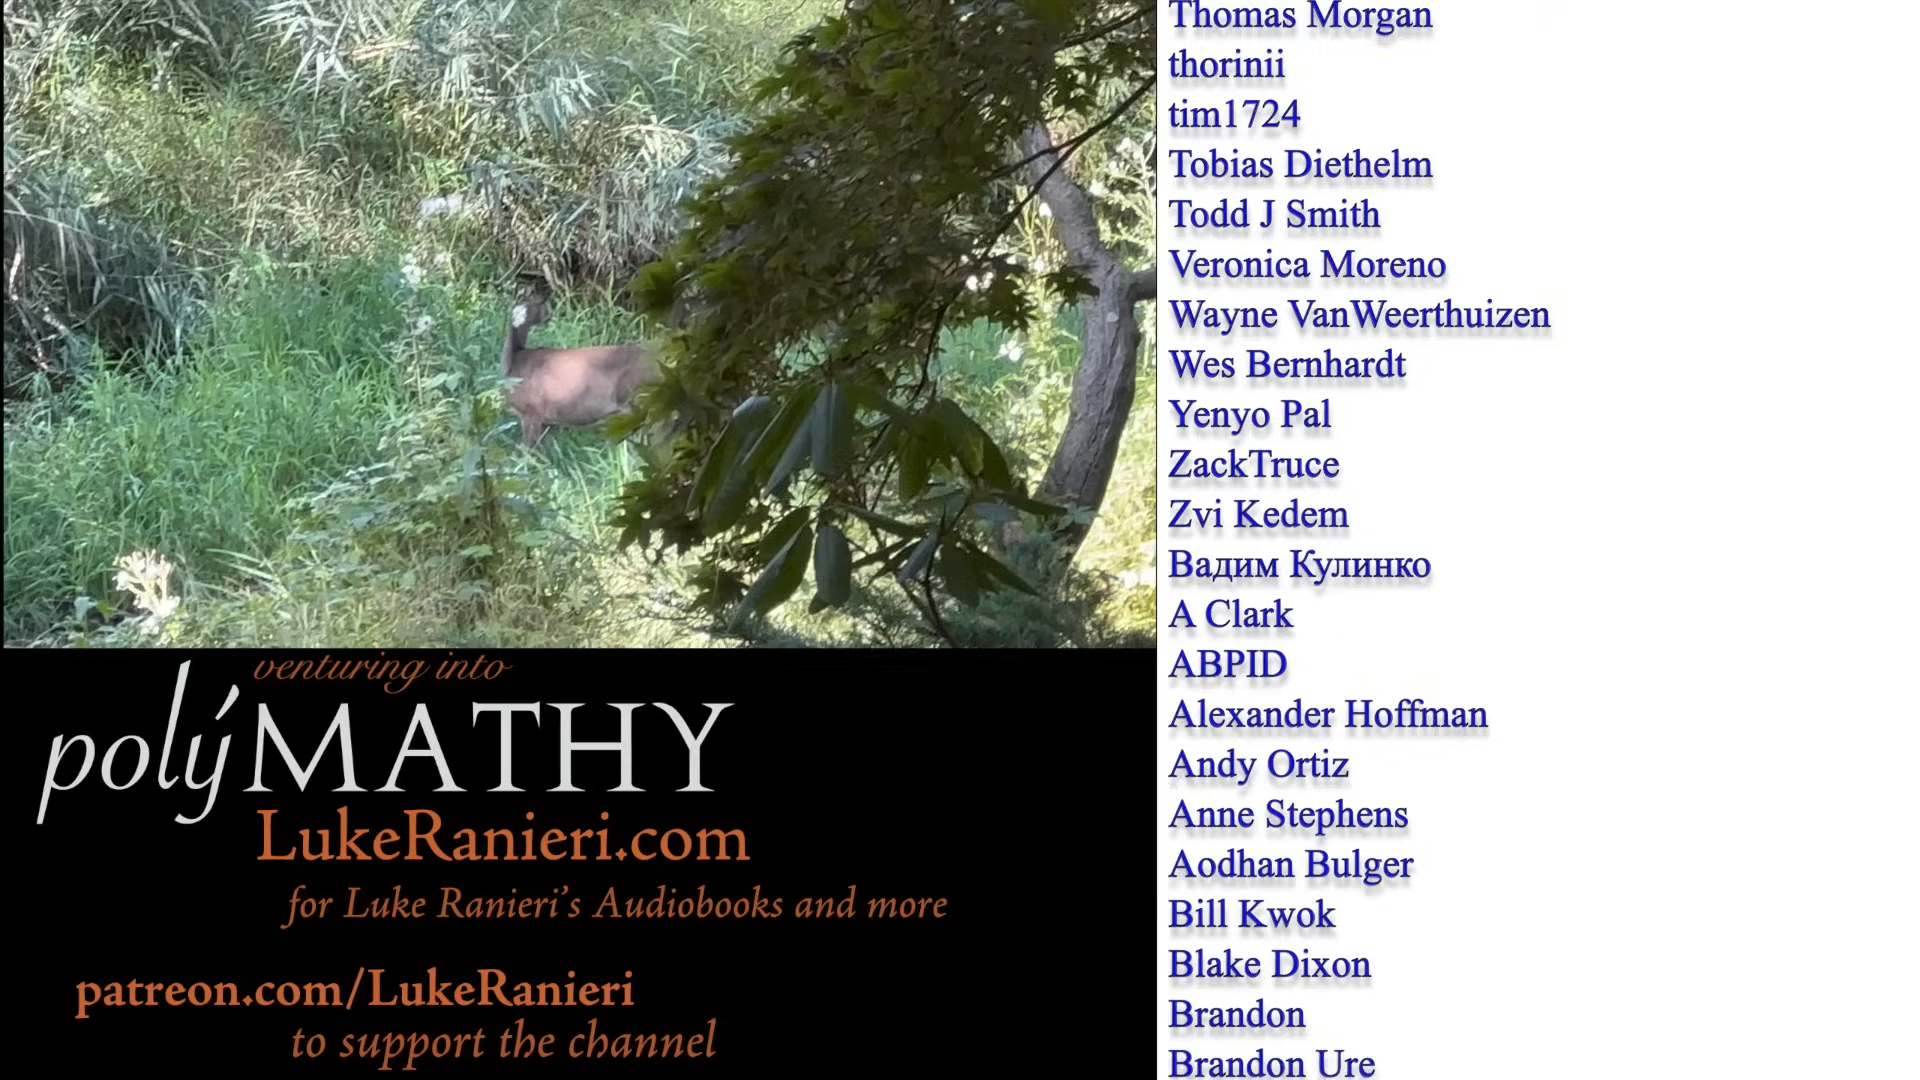 venturing into
polýMATHY
LukeRanieri.com
for Luke Ranieri's Audiobooks and more
patreon.com/LukeRanieri
to support the channel
Thomas Morgan
thorinii
tim1724
Tobias Diethelm
Todd J Smith
Veronica Moreno
Wayne VanWeerthuizen
Wes Bernhardt
Yenyo Pal
ZackTruce
Zvi Kedem
Вадим Кулинко
A Clark
ABPID
Alexander Hoffman
Andy Ortiz
Anne Stephens
Aodhan Bulger
Bill Kwok
Blake Dixon
Brandon
Brandon Ure